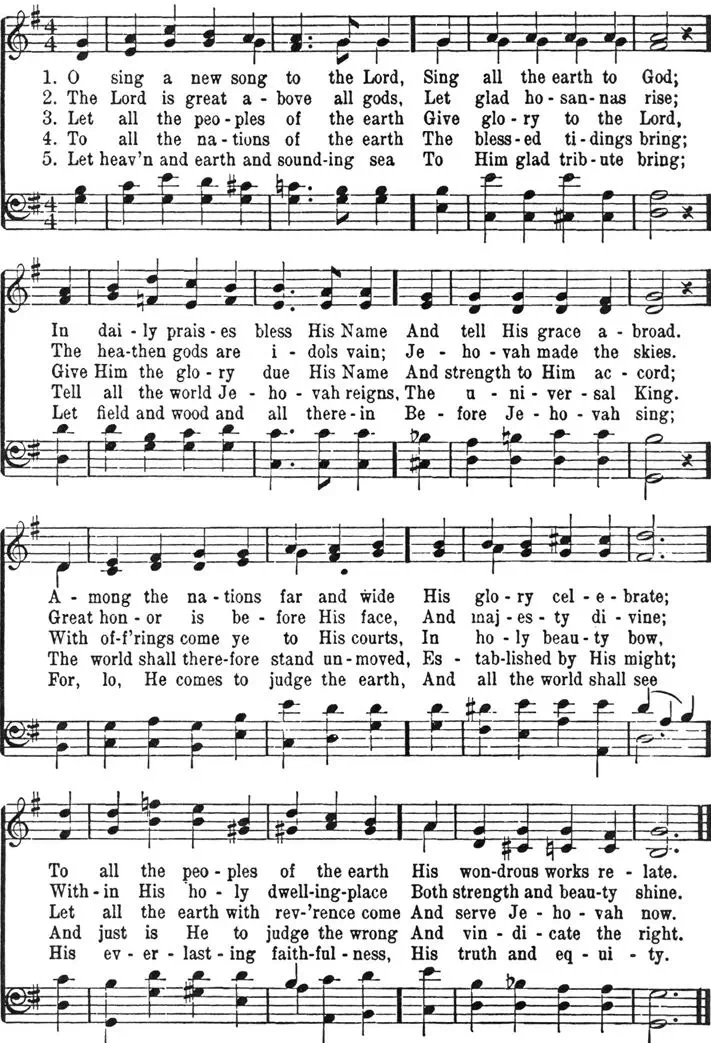 1. O sing a new song to the Lord, Sing all the earth to God;
2. The Lord is great a - bove all gods, Let glad ho - san - nas rise;
3. Let all the peo - ples of the earth Give glo - ry to the Lord,
4. To all the na - tions of the earth The bless - ed ti - dings bring;
5. Let heav'n and earth and sound - ing sea To Him glad trib - ute bring;
In dai - ly prais - es bless His Name And tell His grace a - broad.
The hea - then gods are i - dols vain; Je - ho - vah made the skies.
Give Him the glo - ry due His Name And strength to Him ac - cord;
Tell all the world Je - ho - vah reigns, The u - ni - ver - sal King.
Let field and wood and all there - in Be - fore Je - ho - vah sing;
A - mong the na - tions far and wide His glo - ry cel - e - brate;
Great hon - or is be - fore His face, And maj - es - ty di - vine;
With of - f'rings come ye to His courts, In ho - ly beau - ty bow,
The world shall there - fore stand un - moved, Es - tab - lished by His might;
For, lo, He comes to judge the earth, And all the world shall see
To all the peo - ples of the earth His won - drous works re - late.
With - in His ho - ly dwell - ing - place Both strength and beau - ty shine.
Let all the earth with rev - 'rence come And serve Je - ho - vah now.
And just is He to judge the wrong And vin - di - cate the right.
His ev - er - last - ing faith - ful - ness, His truth and eq - ui - ty.